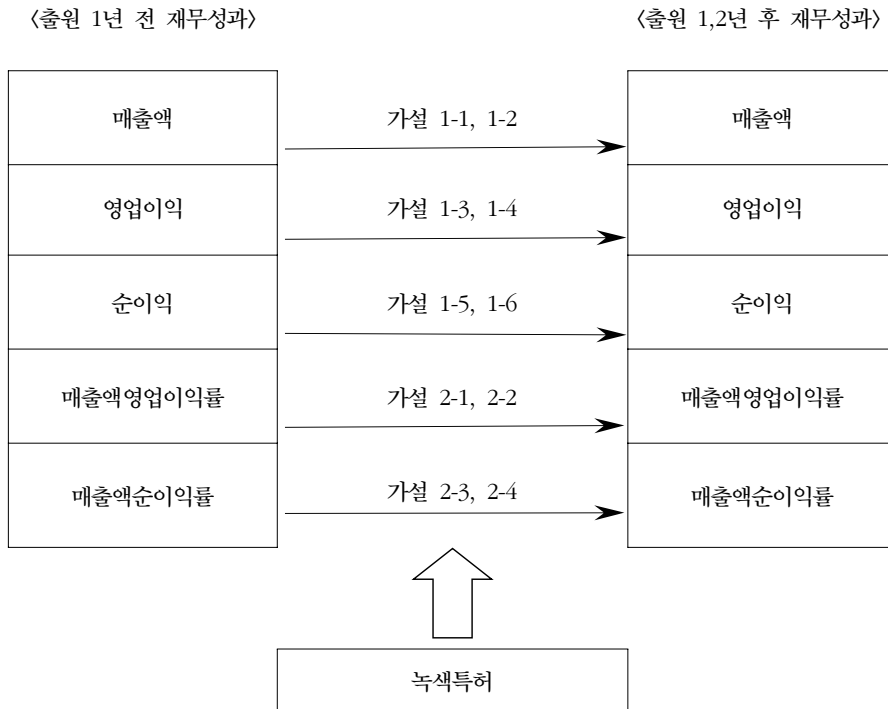 〈출원 1년 전 재무성과〉 〈출원 1,2년 후 재무성과〉
매출액 가설 1-1, 1-2 매출액
영업이익 가설 1-3, 1-4 영업이익
순이익 가설 1-5, 1-6 순이익
매출액영업이익률 가설 2-1, 2-2 매출액영업이익률
매출액순이익률 가설 2-3, 2-4 매출액순이익률
녹색특허